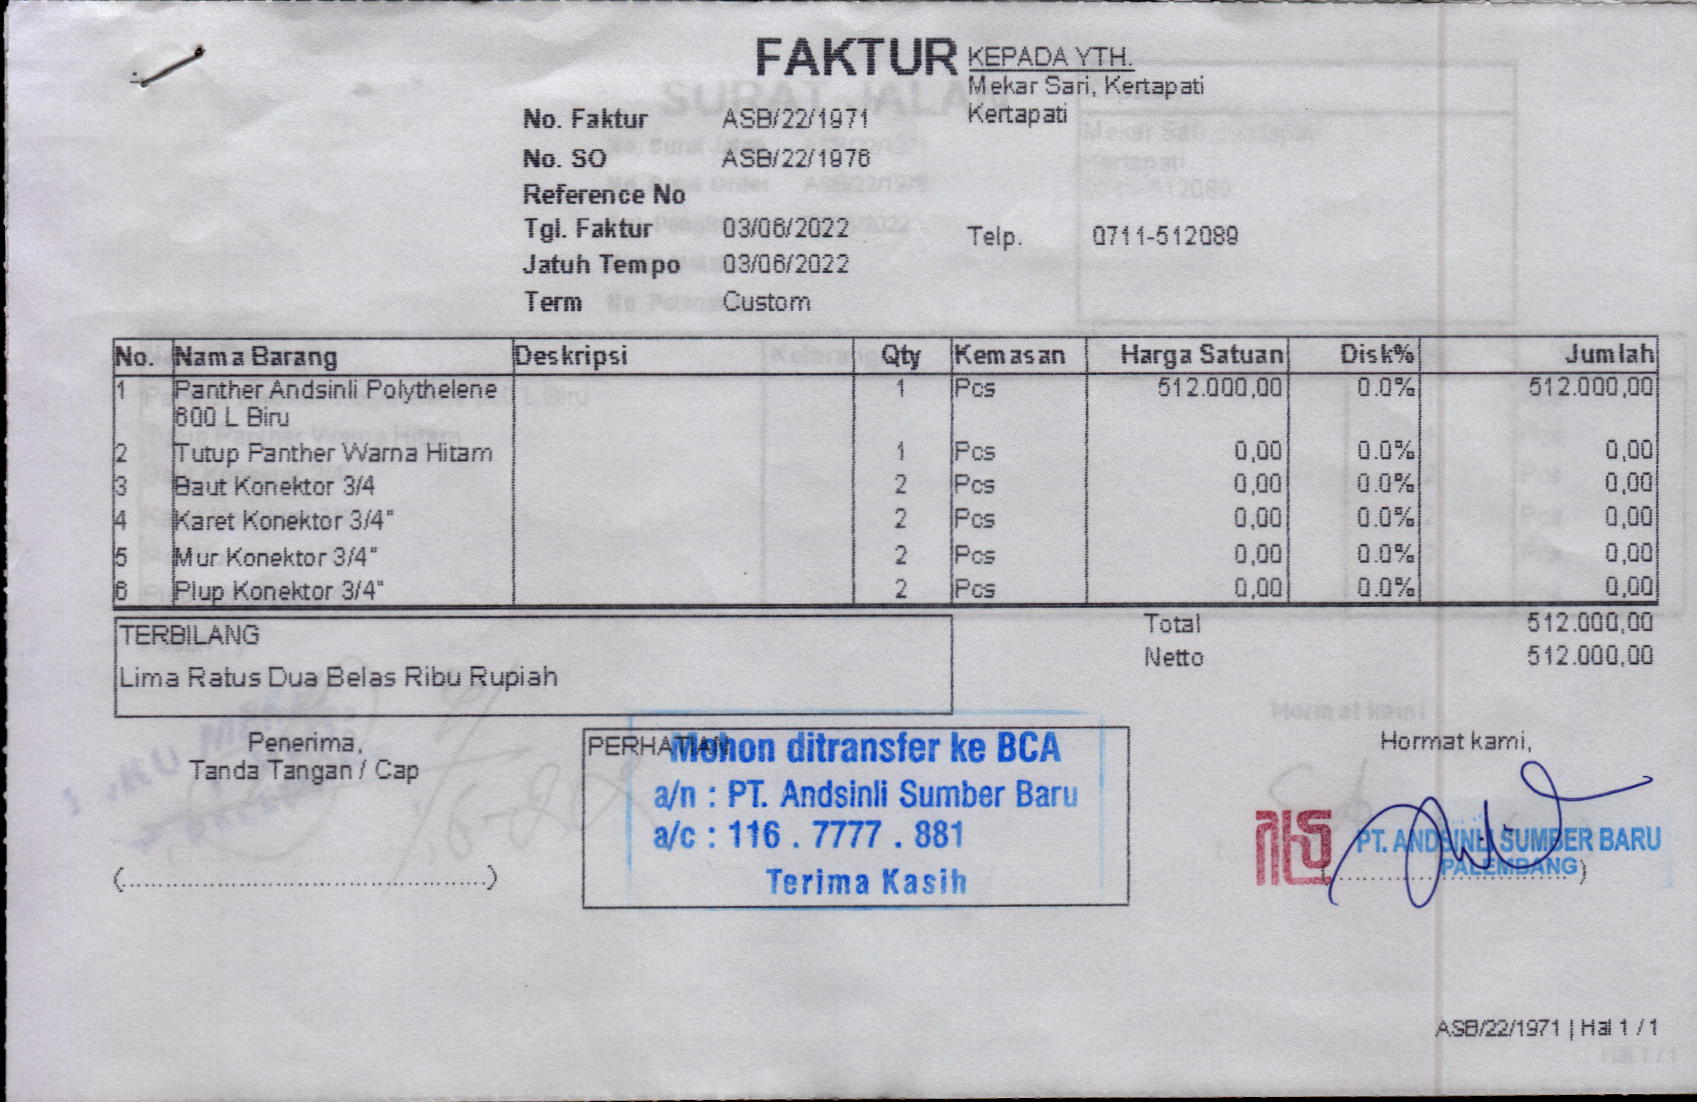 FAKTUR
KEPADA YTH.
Mekar Sari, Kertapati
Kertapati
No. Faktur ASB/22/1971
No. SO ASB/22/1976
Reference No
Tgl. Faktur 03/06/2022
Telp. 0711-512089
Jatuh Tempo 03/06/2022
Term Custom
No. Nama Barang Deskripsi Qty Kemasan Harga Satuan Disk% Jumlah
1 Panther Andsinli Polythelene 1 Pcs 512.000,00 0.0% 512.000,00
600 L Biru
2 Tutup Panther Warna Hitam 1 Pcs 0,00 0.0% 0,00
3 Baut Konektor 3/4 2 Pcs 0,00 0.0% 0,00
4 Karet Konektor 3/4" 2 Pcs 0,00 0.0% 0,00
5 Mur Konektor 3/4" 2 Pcs 0,00 0.0% 0,00
6 Plup Konektor 3/4" 2 Pcs 0,00 0.0% 0,00
Total 512.000,00
Netto 512.000,00
TERBILANG
Lima Ratus Dua Belas Ribu Rupiah
Penerima,
Tanda Tangan / Cap
(...............................................)
PERHATIAN
Mohon ditransfer ke BCA
a/n : PT. Andsinli Sumber Baru
a/c : 116 . 7777 . 881
Terima Kasih
Hormat kami,
PT. ANDSINLI SUMBER BARU
PALEMBANG
ASB/22/1971 | Hal 1 / 1